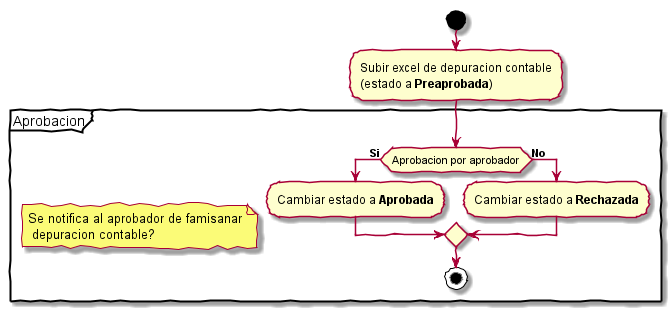 Subir excel de depuracion contable
(estado a Preaprobada)
Aprobacion
Si
Aprobacion por aprobador
No
Cambiar estado a Aprobada
Cambiar estado a Rechazada
Se notifica al aprobador de famisanar
depuracion contable?